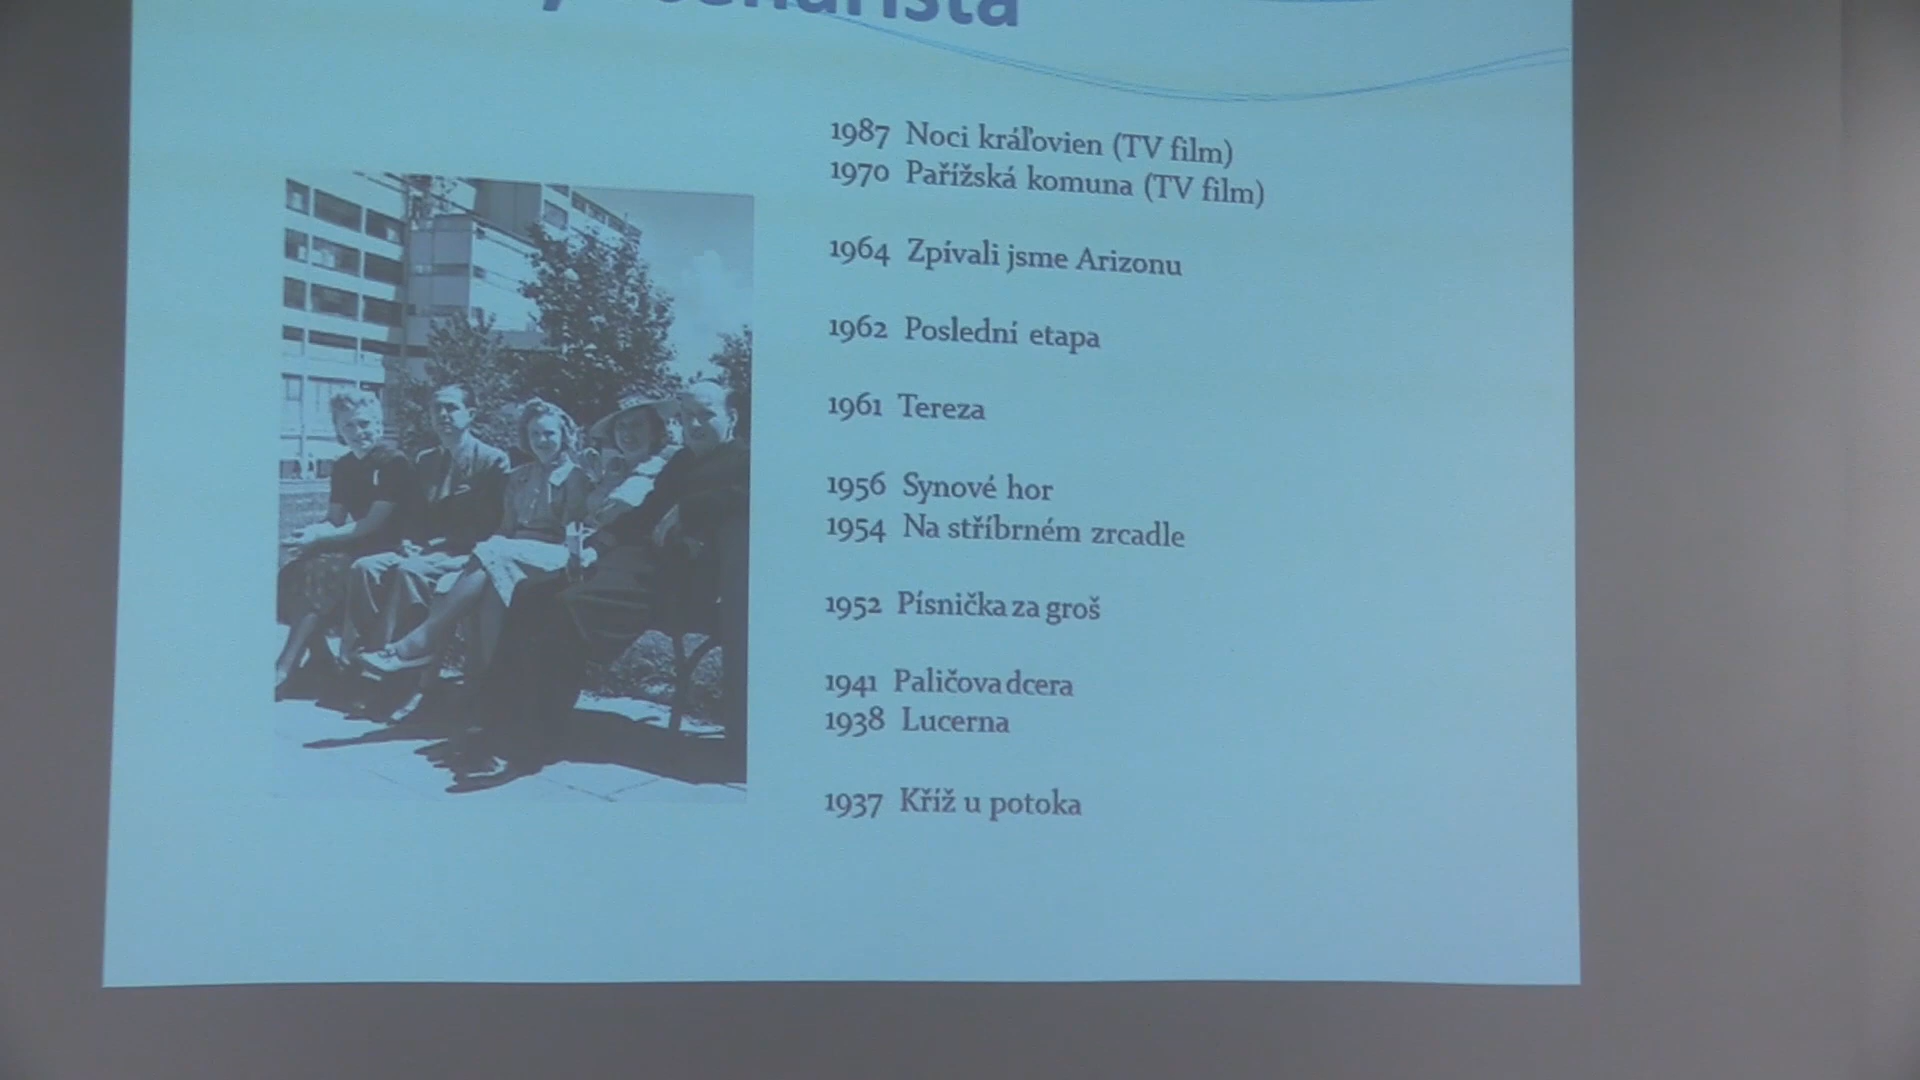 1987 Noci kráľovien (TV film)
1970 Pařížská komuna (TV film)
1964 Zpívali jsme Arizonu
1962 Poslední etapa
1961 Tereza
1956 Synové hor
1954 Na stříbrném zrcadle
1952 Písnička za groš
1941 Paličova dcera
1938 Lucerna
1937 Kříž u potoka